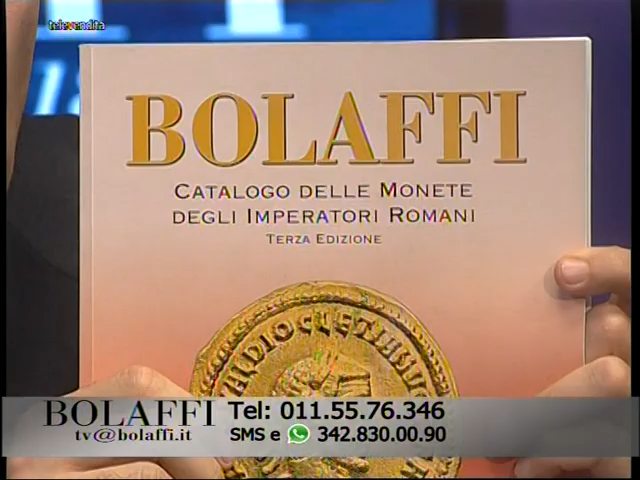 televendita
BOLAFFI
CATALOGO DELLE MONETE
DEGLI IMPERATORI ROMANI
TERZA EDIZIONE
BOLAFFI
tv@bolaffi.it
Tel: 011.55.76.346
SMS e 342.830.00.90